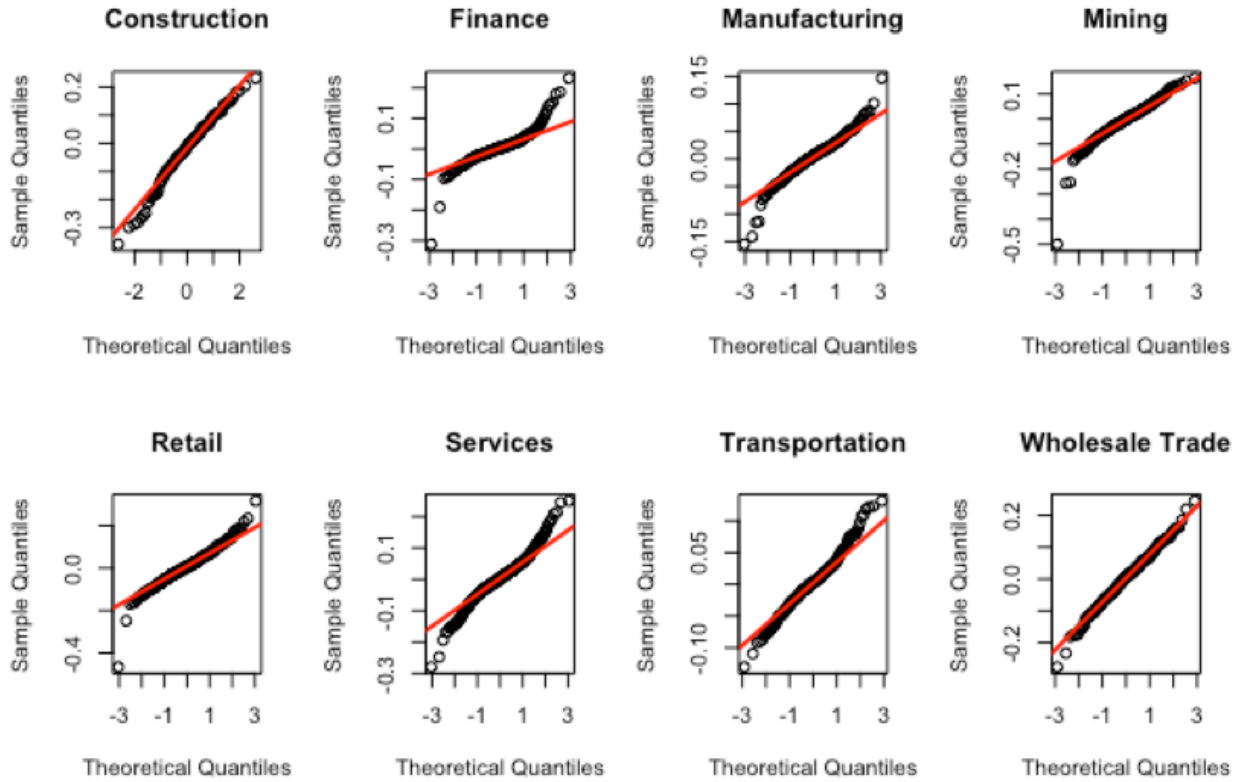 Construction Finance Manufacturing Mining
Sample Quantiles Sample Quantiles Sample Quantiles Sample Quantiles
-0.3 0.0 0.2
-0.3 -0.1 0.1
-0.15 0.00 0.15
-0.5 -0.2 0.1
-2 0 2 -3 -1 1 3 -3 -1 1 3 -3 -1 1 3
Theoretical Quantiles Theoretical Quantiles Theoretical Quantiles Theoretical Quantiles
Retail Services Transportation Wholesale Trade
Sample Quantiles Sample Quantiles Sample Quantiles Sample Quantiles
-0.4 0.0
-0.3 -0.1 0.1
-0.10 0.05
-0.2 0.0 0.2
-3 -1 1 3 -3 -1 1 3 -3 -1 1 3 -3 -1 1 3
Theoretical Quantiles Theoretical Quantiles Theoretical Quantiles Theoretical Quantiles